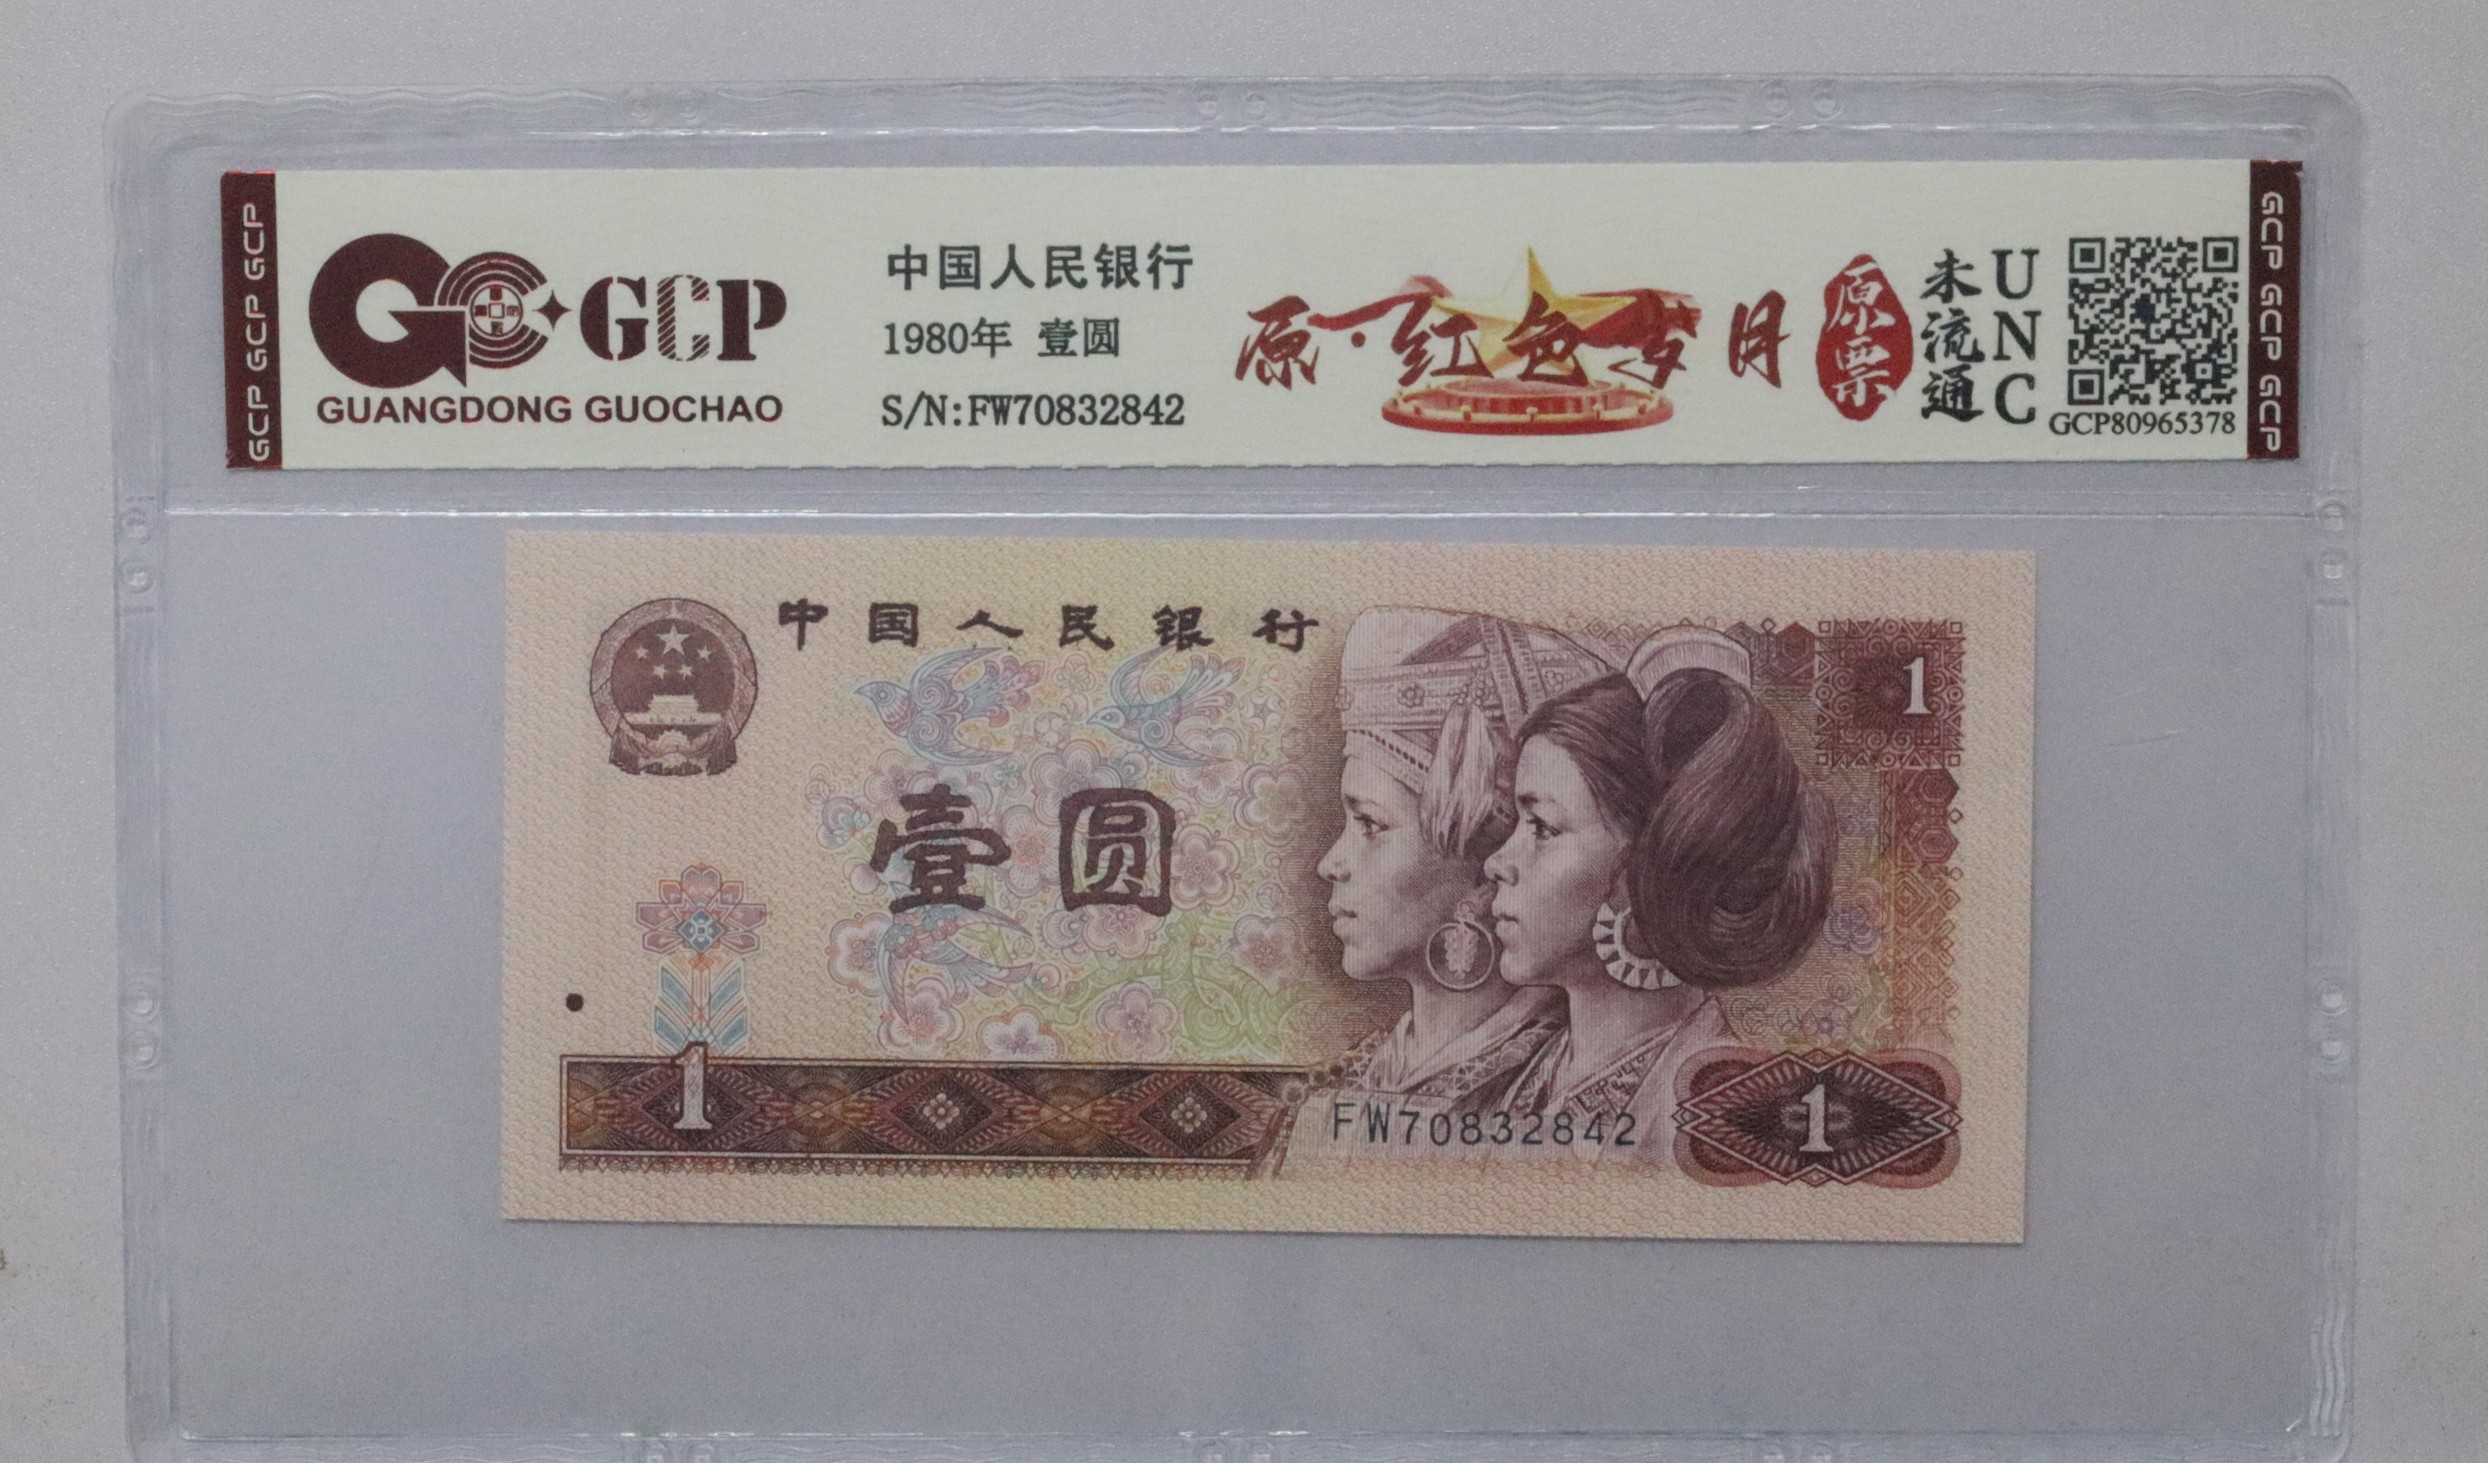 GCP GCP GCP
GCP
GUANGDONG GUOCHAO
中国人民银行
1980年 壹圆
S/N:FW70832842
原·红色岁月
原票
未流通
UNC
GCP80965378
GCP GCP GCP
中国人民银行
1
壹圆
1
FW70832842
1